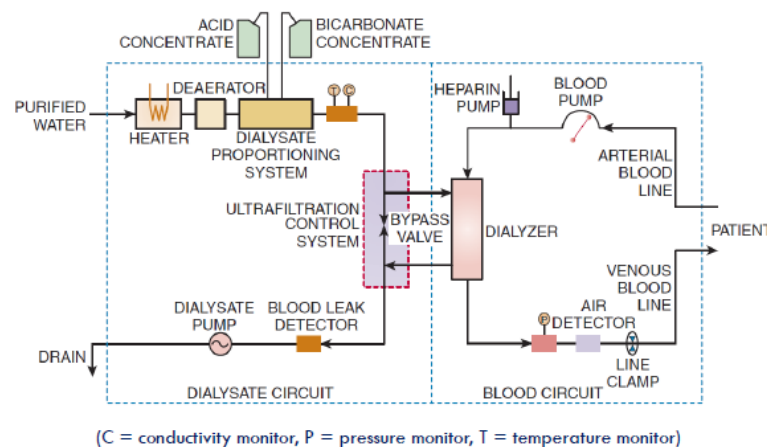 ACID
CONCENTRATE
BICARBONATE
CONCENTRATE
PURIFIED
WATER
HEATER
DEAERATOR
DIALYSATE
PROPORTIONING
SYSTEM
T
C
HEPARIN
PUMP
BLOOD
PUMP
ARTERIAL
BLOOD
LINE
ULTRAFILTRATION
CONTROL
SYSTEM
BYPASS
VALVE
DIALYZER
PATIENT
VENOUS
BLOOD
LINE
DIALYSATE
PUMP
BLOOD LEAK
DETECTOR
P
AIR
DETECTOR
LINE
CLAMP
DRAIN
DIALYSATE CIRCUIT
BLOOD CIRCUIT
(C = conductivity monitor, P = pressure monitor, T = temperature monitor)